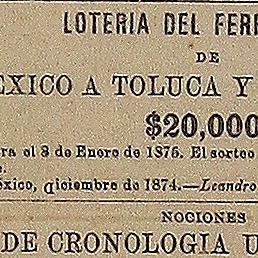 LOTERIA DEL FERR
DE
EXICO A TOLUCA Y
$20,000
ra el 3 de Enero de 1875. El sorteo
e.
éxico, diciembre de 1874.—Leandro
NOCIONES
DE CRONOLOGIA U